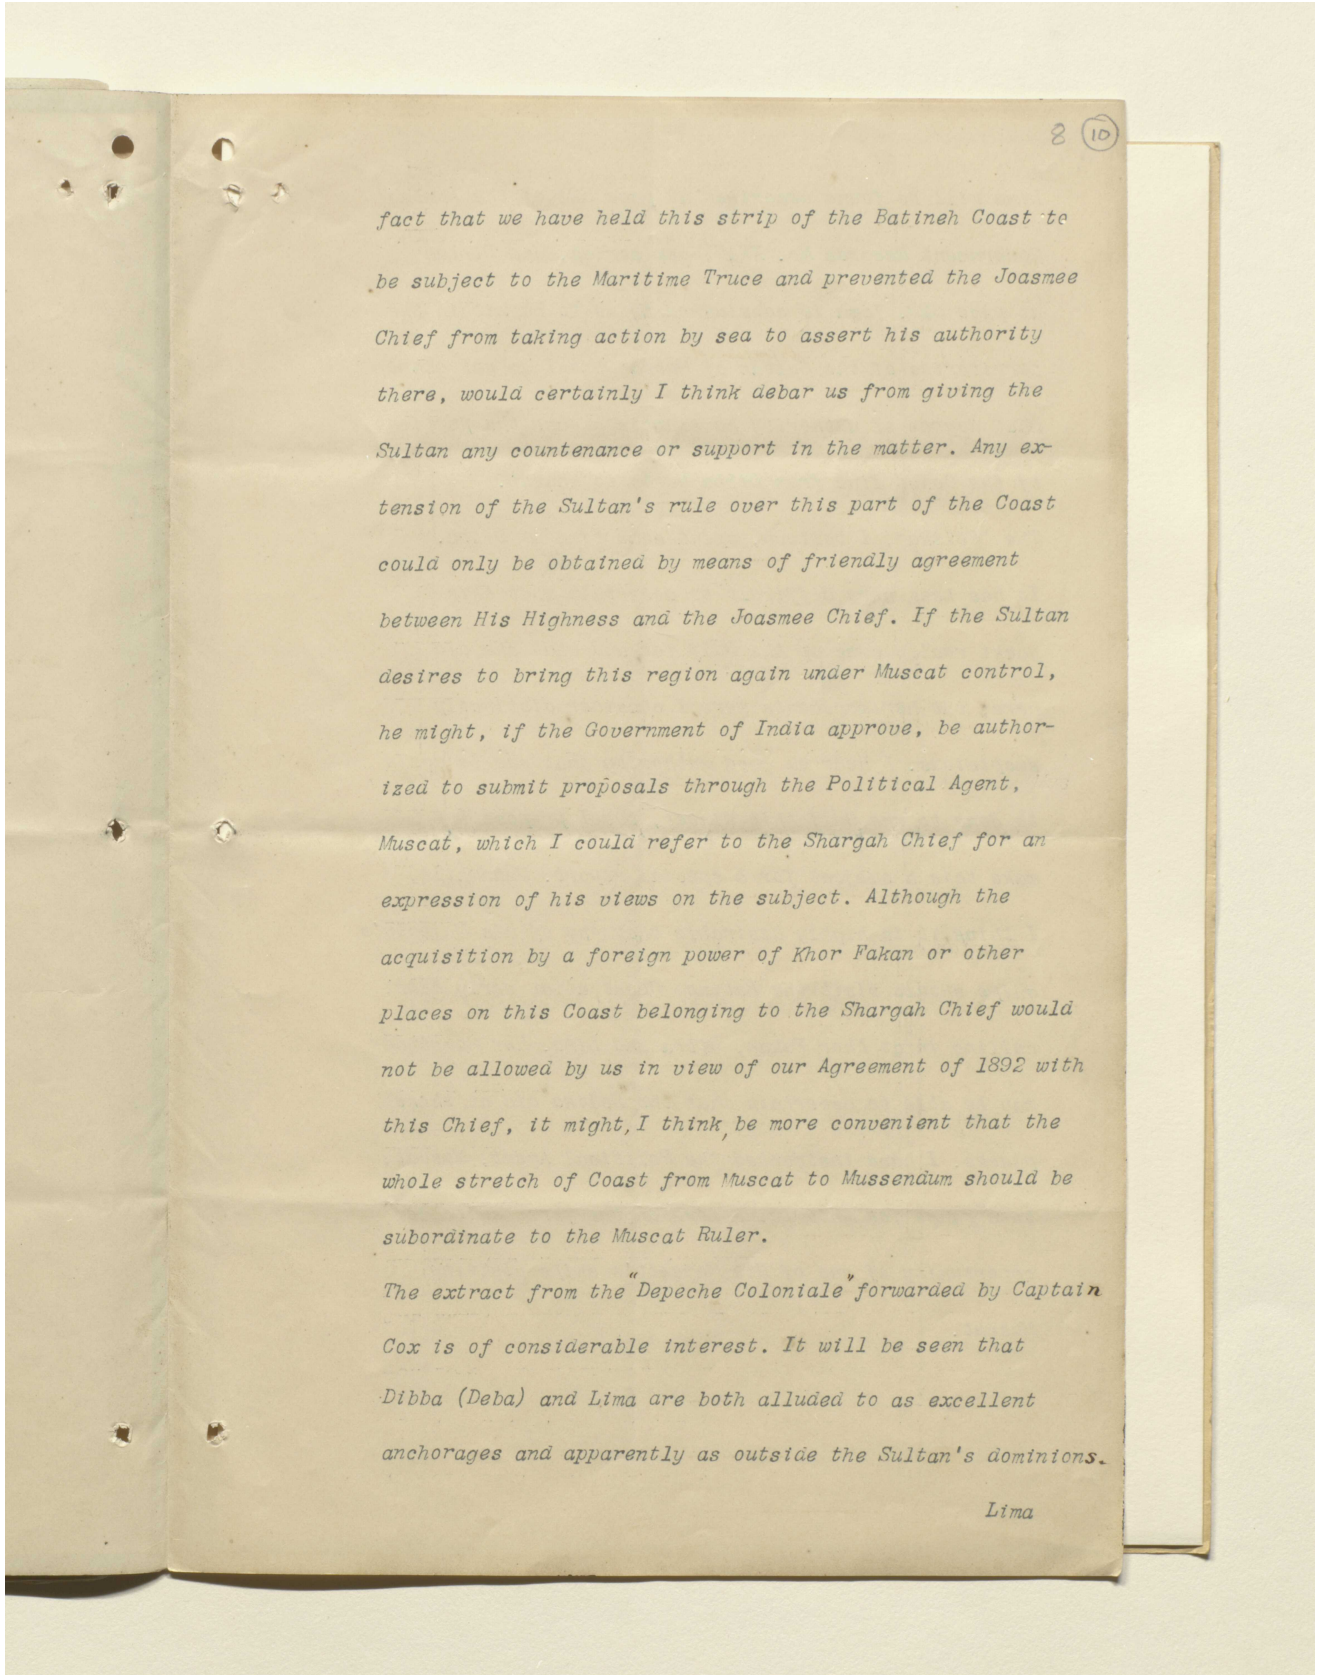 8 10
fact that we have held this strip of the Batineh Coast to
be subject to the Maritime Truce and prevented the Joasmee
Chief from taking action by sea to assert his authority
there, would certainly I think debar us from giving the
Sultan any countenance or support in the matter. Any ex-
tension of the Sultan's rule over this part of the Coast
could only be obtained by means of friendly agreement
between His Highness and the Joasmee Chief. If the Sultan
desires to bring this region again under Muscat control,
he might, if the Government of India approve, be author-
ized to submit proposals through the Political Agent,
Muscat, which I could refer to the Shargah Chief for an
expression of his views on the subject. Although the
acquisition by a foreign power of Khor Fakan or other
places on this Coast belonging to the Shargah Chief would
not be allowed by us in view of our Agreement of 1892 with
this Chief, it might, I think, be more convenient that the
whole stretch of Coast from Muscat to Mussendum should be
subordinate to the Muscat Ruler.
The extract from the "Depeche Coloniale" forwarded by Captain
Cox is of considerable interest. It will be seen that
Dibba (Deba) and Lima are both alluded to as excellent
anchorages and apparently as outside the Sultan's dominions.
Lima